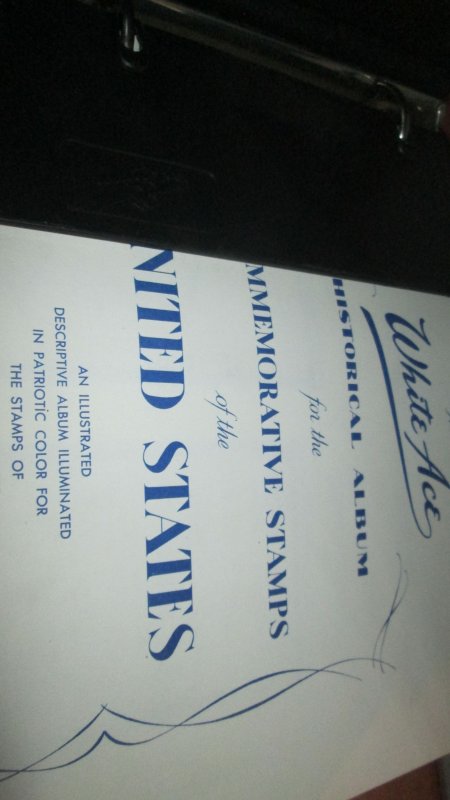 White Ace
HISTORICAL ALBUM
for the
MMEMORATIVE STAMPS
of the
NITED STATES
AN ILLUSTRATED
DESCRIPTIVE ALBUM ILLUMINATED
IN PATRIOTIC COLOR FOR
THE STAMPS OF